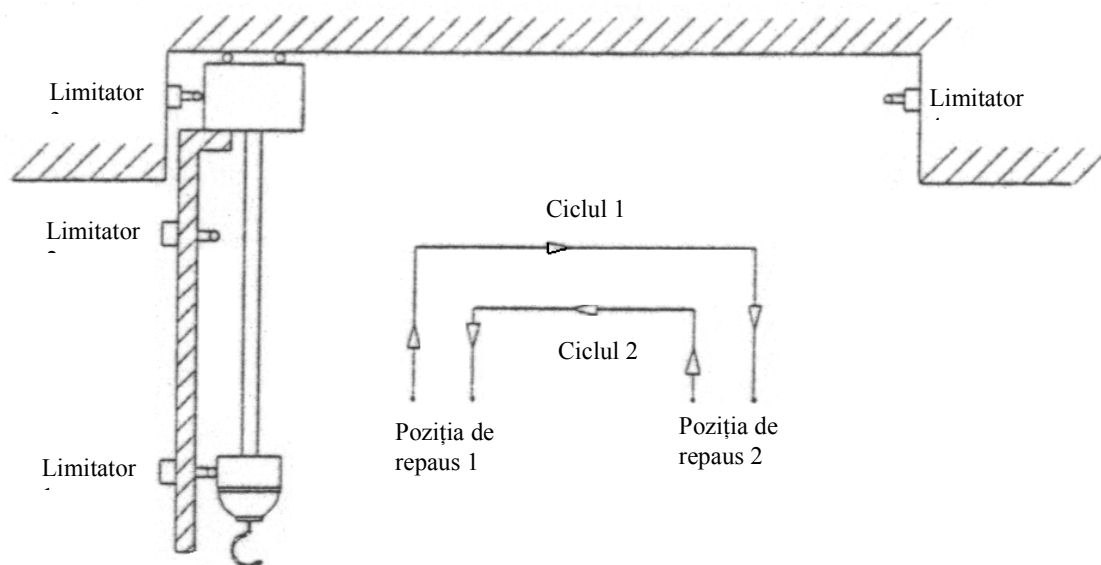 Limitator
Limitator
Limitator
Ciclul 1
Ciclul 2
Poziția de
repaus 1
Poziția de
repaus 2
Limitator